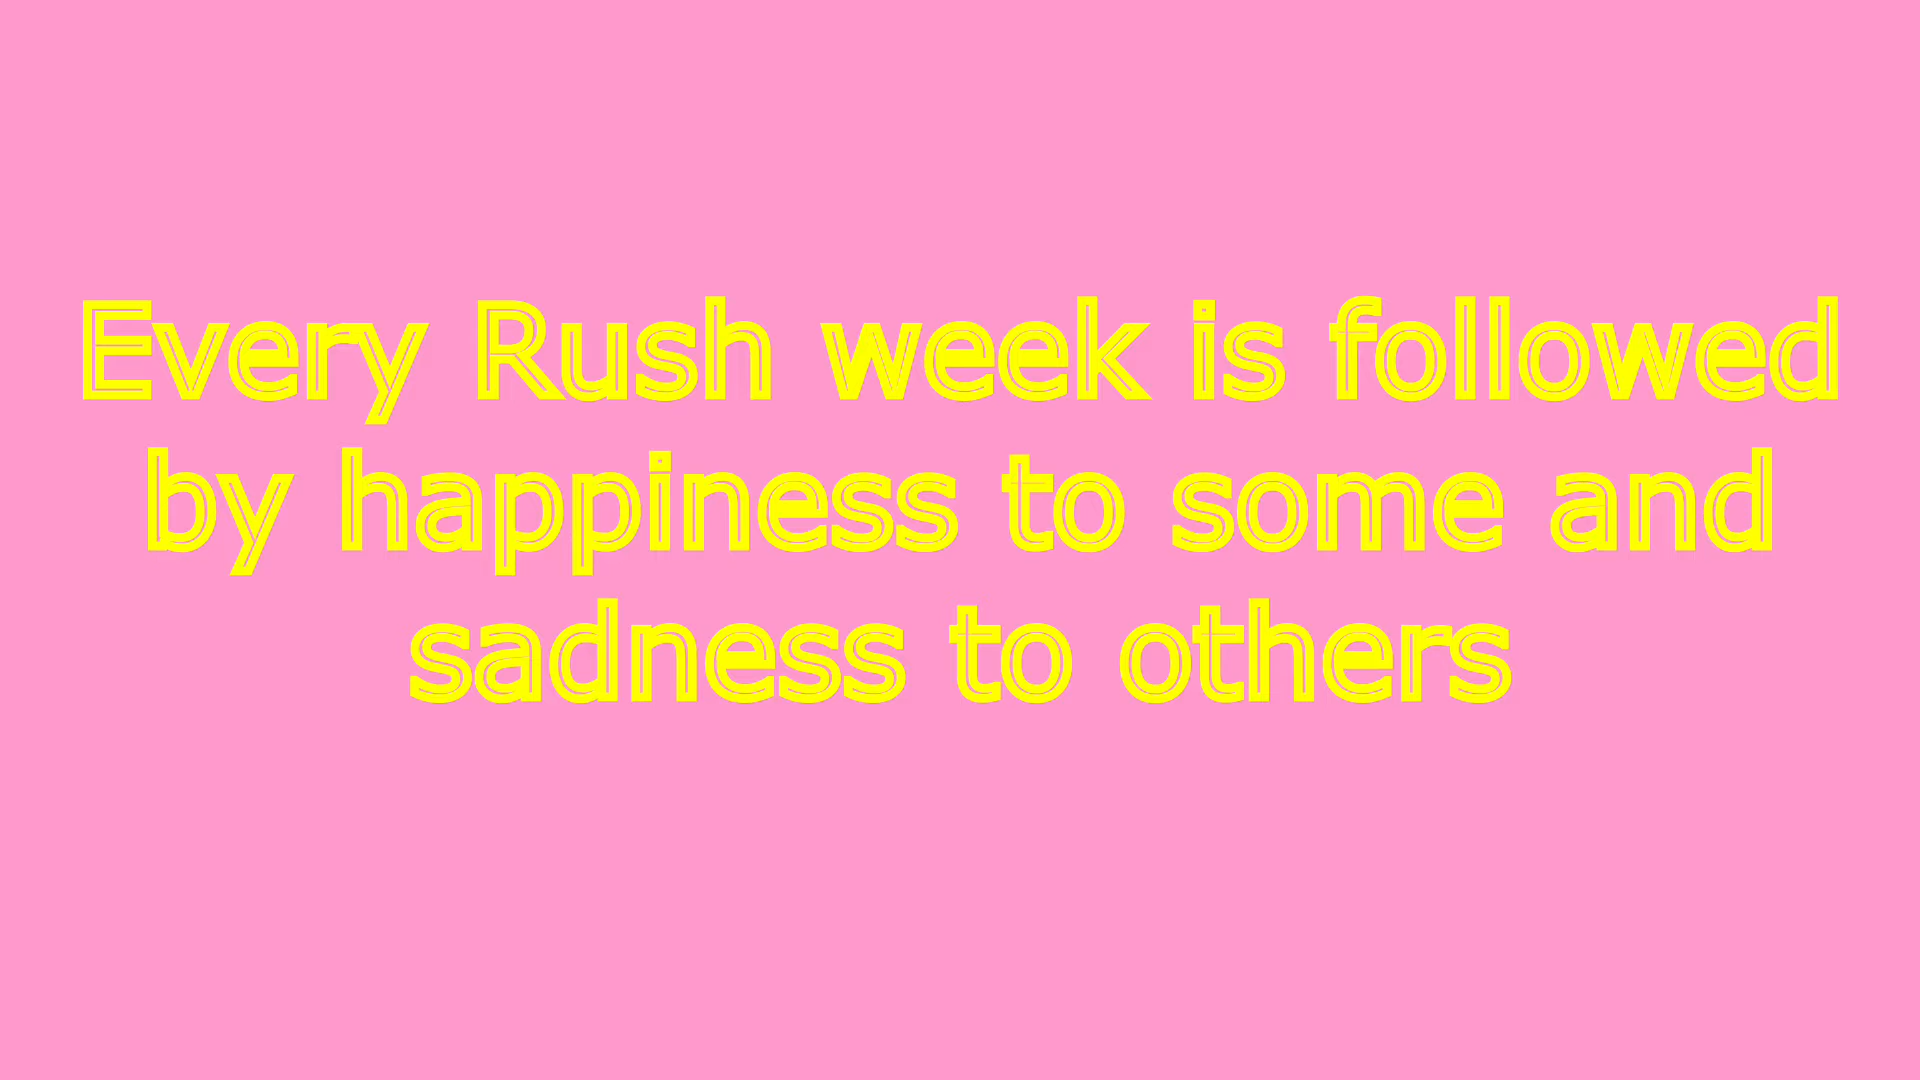 Every Rush week is followed
by happiness to some and
sadness to others